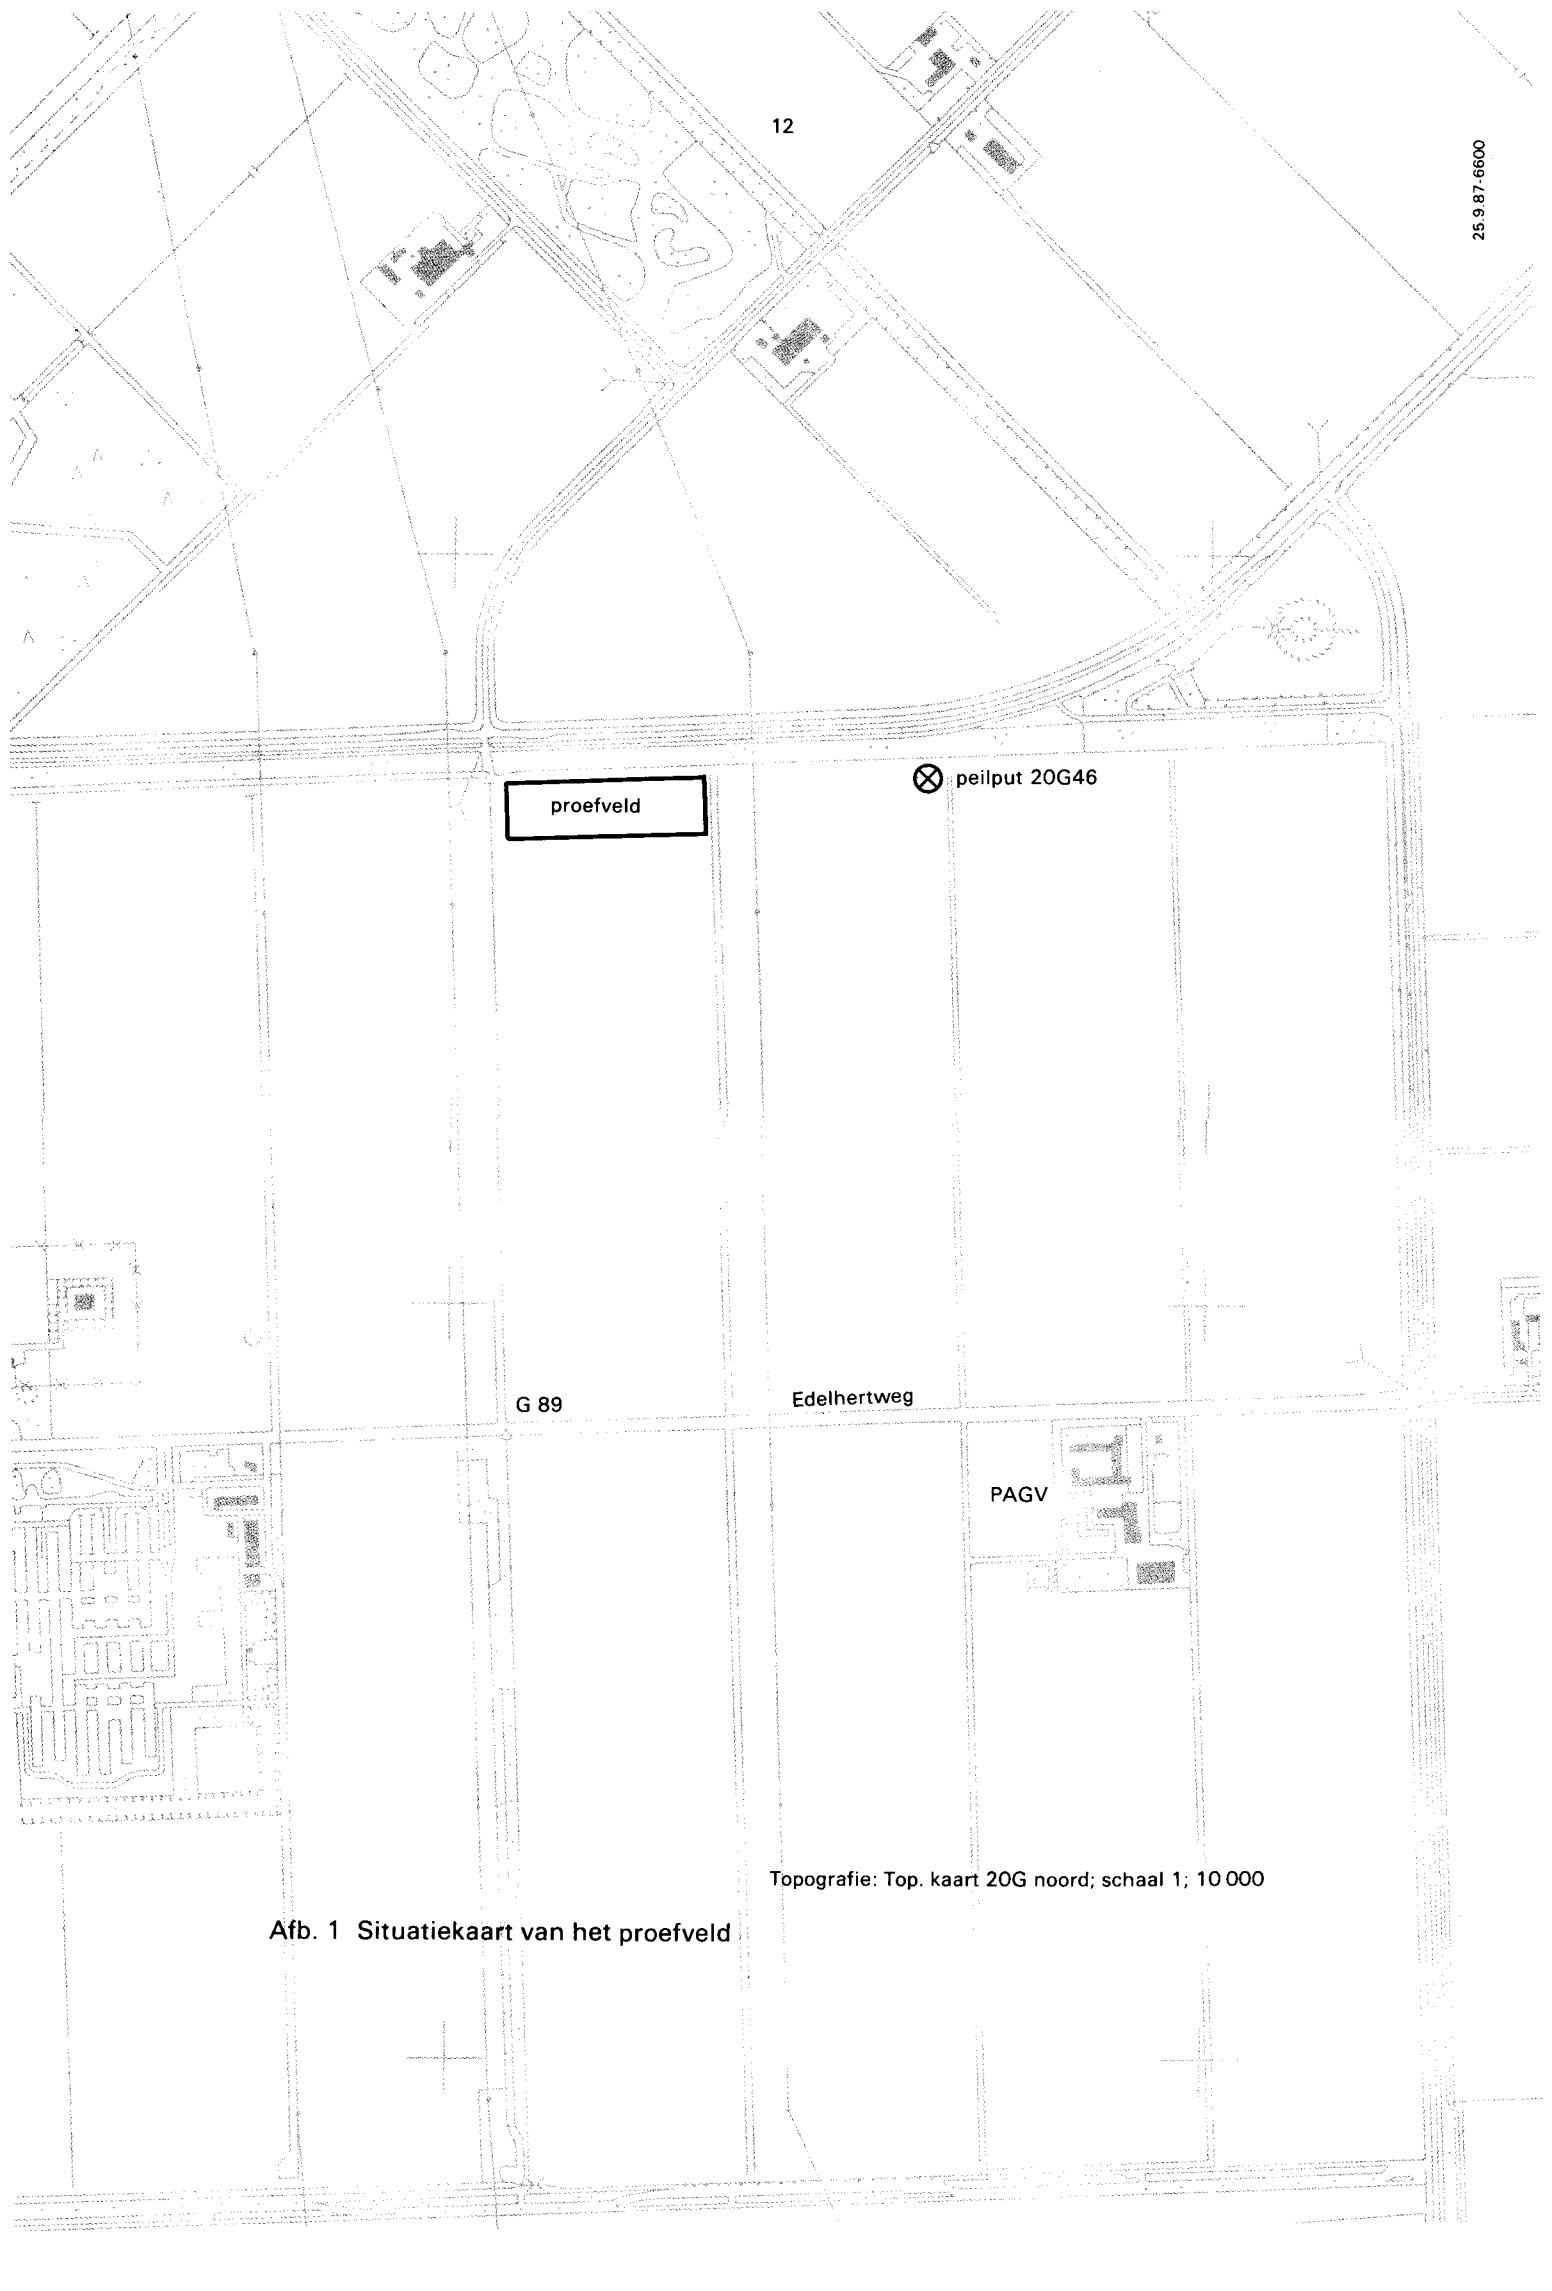 12
25.9.87-6600
proefveld
peilput 20G46
G 89
Edelhertweg
PAGV
Topografie: Top. kaart 20G noord; schaal 1; 10 000
Afb. 1 Situatiekaart van het proefveld